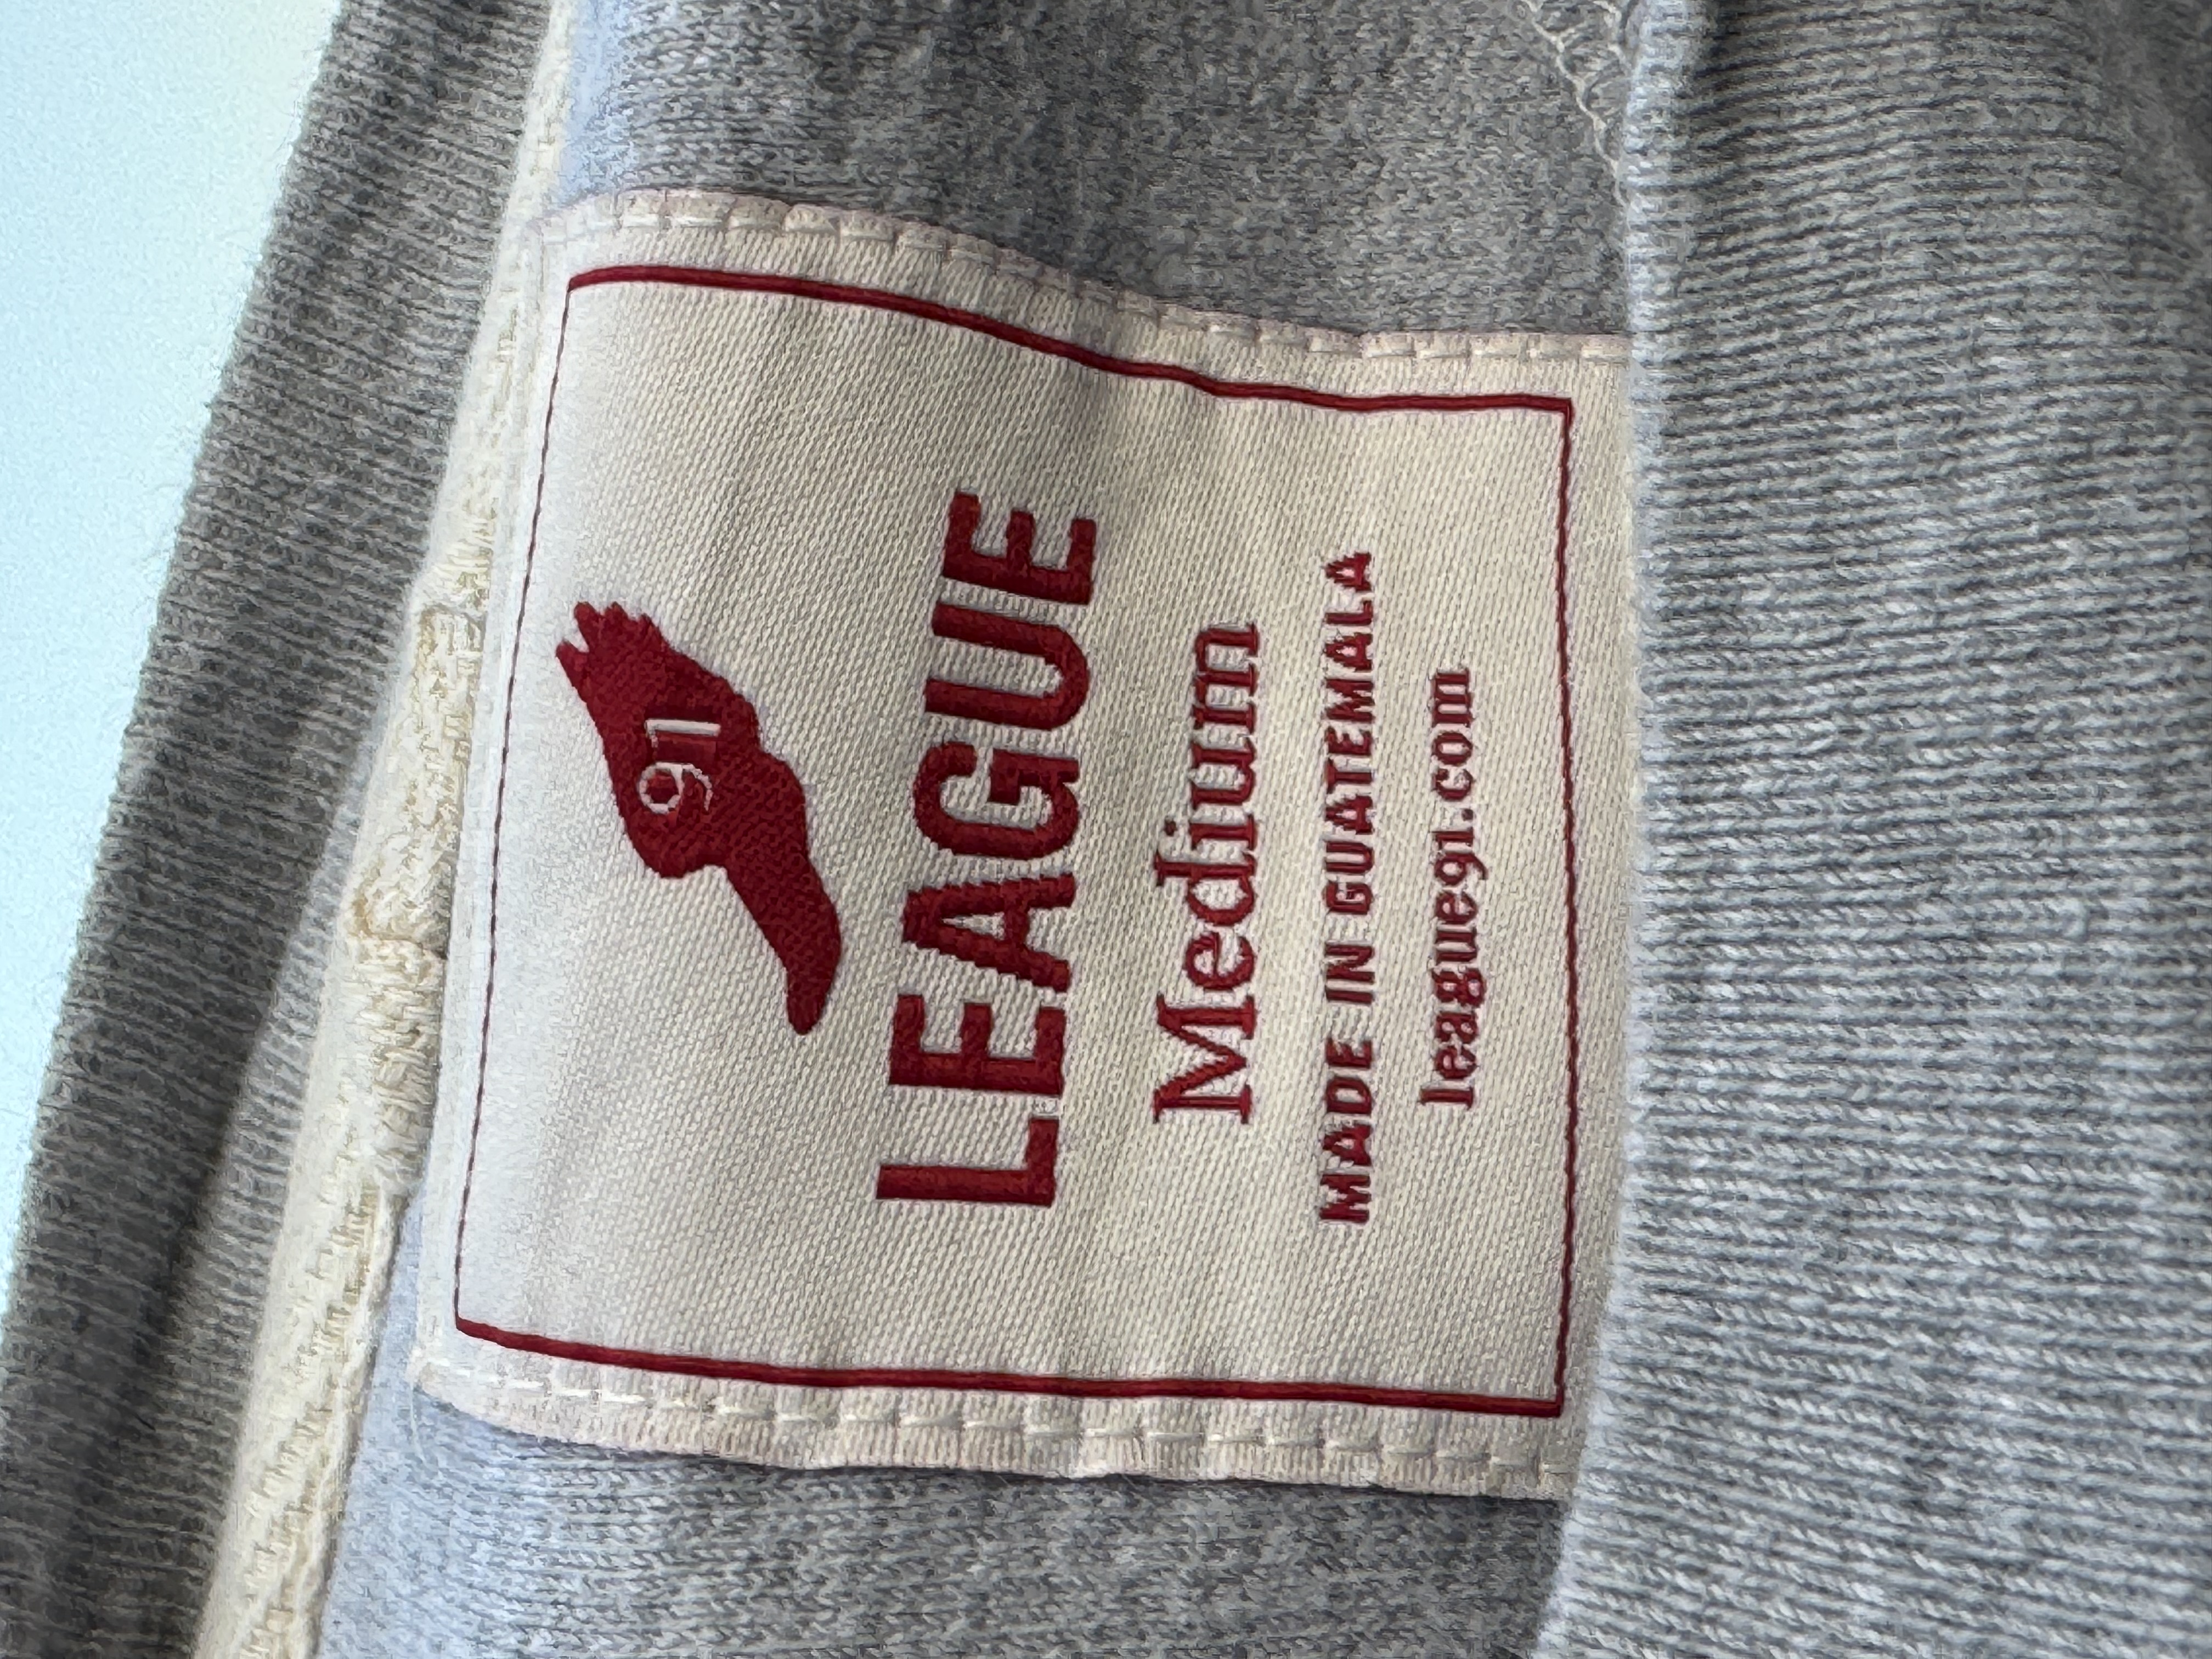 91
LEAGUE
Medium
MADE IN GUATEMALA
league91.com